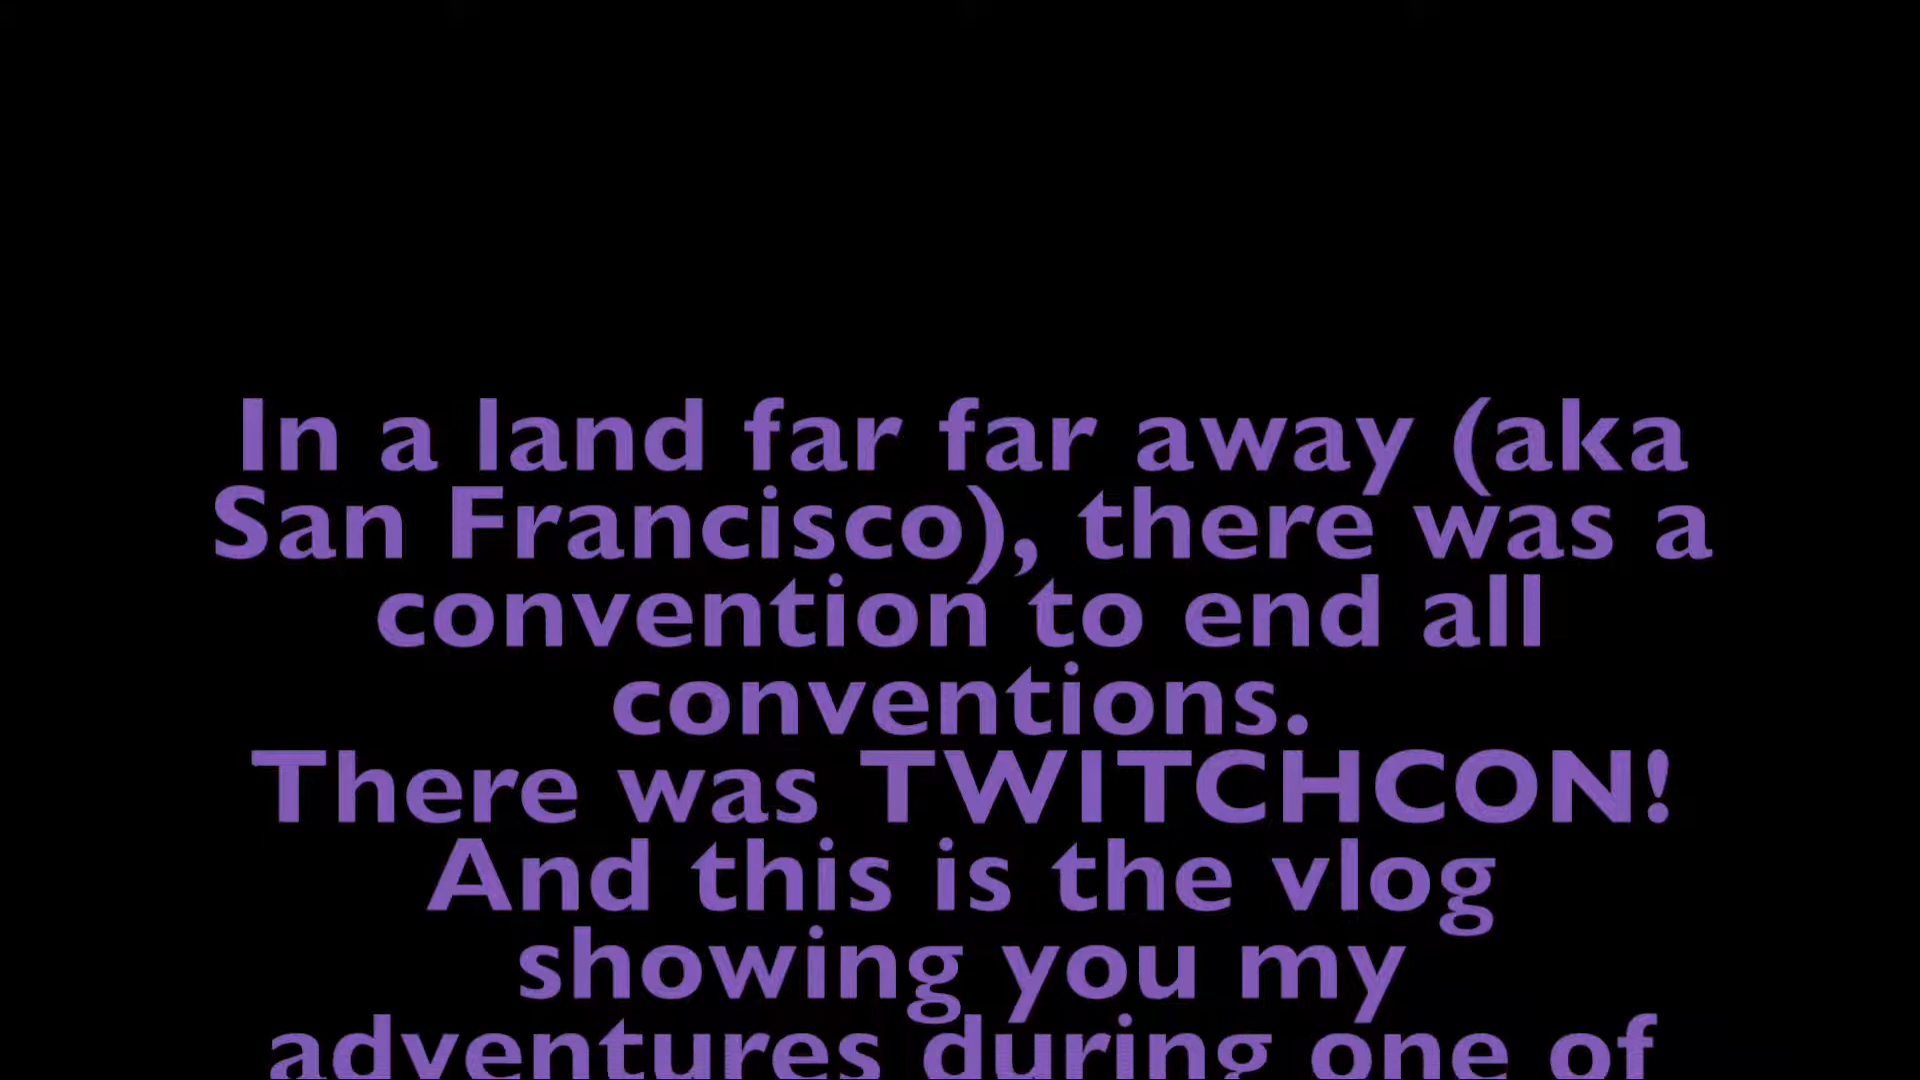 In a land far far away (aka
San Francisco), there was a
convention to end all
conventions.
There was TWITCHCON!
And this is the vlog
showing you my
adventures during one of